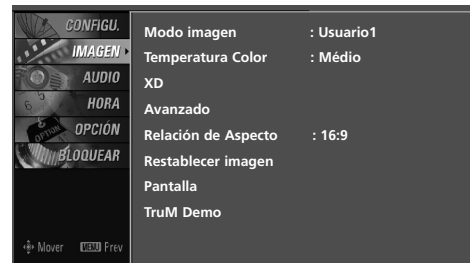 CONFIGU.
IMAGEN
AUDIO
HORA
OPCIÓN
BLOQUEAR
Mover MENU Prev
Modo imagen : Usuario1
Temperatura Color : Médio
XD
Avanzado
Relación de Aspecto : 16:9
Restablecer imagen
Pantalla
TruM Demo